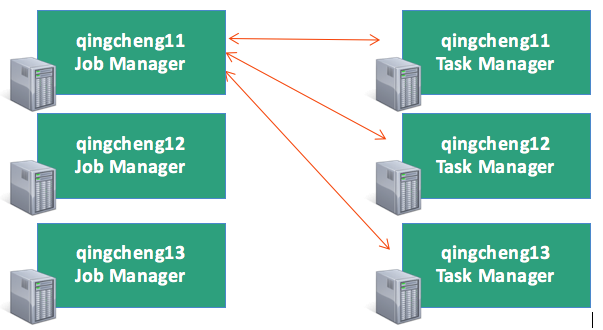 qingcheng11
Job Manager
qingcheng11
Task Manager
qingcheng12
Job Manager
qingcheng12
Task Manager
qingcheng13
Job Manager
qingcheng13
Task Manager